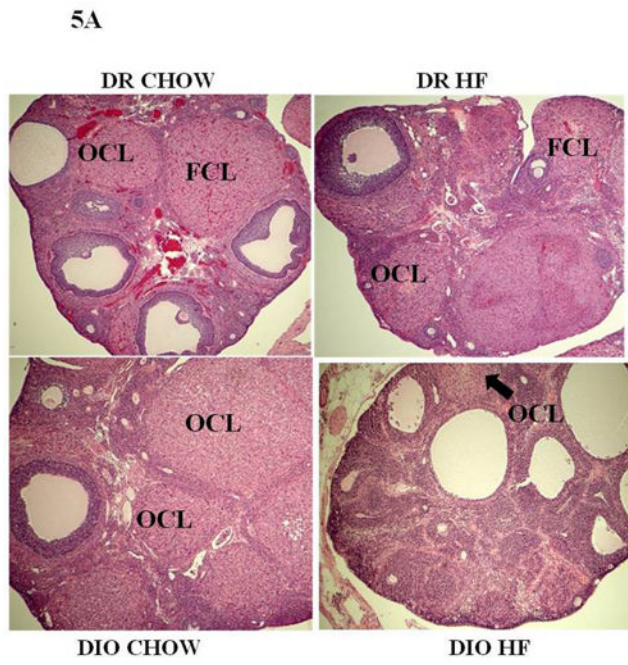 5A
DR CHOW
DR HF
OCL
FCL
FCL
OCL
OCL
OCL
OCL
DIO CHOW
DIO HF